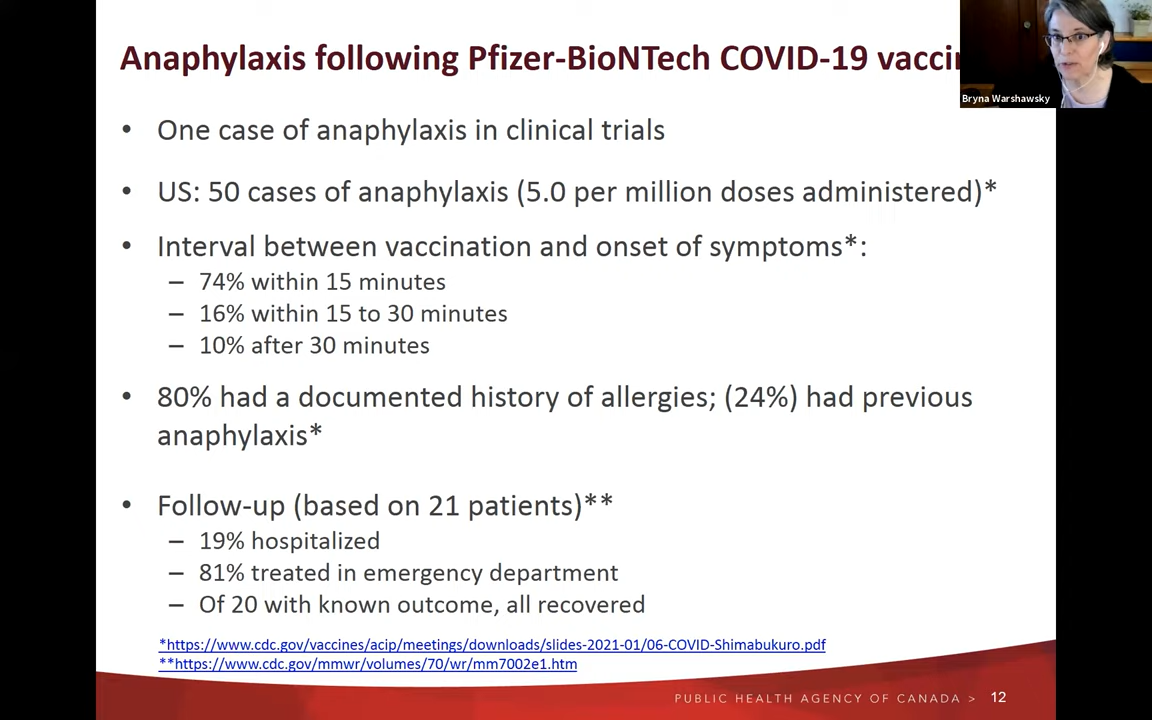 Anaphylaxis following Pfizer-BioNTech COVID-19 vaccin
Bryna Warshawsky
• One case of anaphylaxis in clinical trials
• US: 50 cases of anaphylaxis (5.0 per million doses administered)*
• Interval between vaccination and onset of symptoms*:
– 74% within 15 minutes
– 16% within 15 to 30 minutes
– 10% after 30 minutes
• 80% had a documented history of allergies; (24%) had previous
anaphylaxis*
• Follow-up (based on 21 patients)**
– 19% hospitalized
– 81% treated in emergency department
– Of 20 with known outcome, all recovered
*https://www.cdc.gov/vaccines/acip/meetings/downloads/slides-2021-01/06-COVID-Shimabukuro.pdf
**https://www.cdc.gov/mmwr/volumes/70/wr/mm7002e1.htm
PUBLIC HEALTH AGENCY OF CANADA > 12